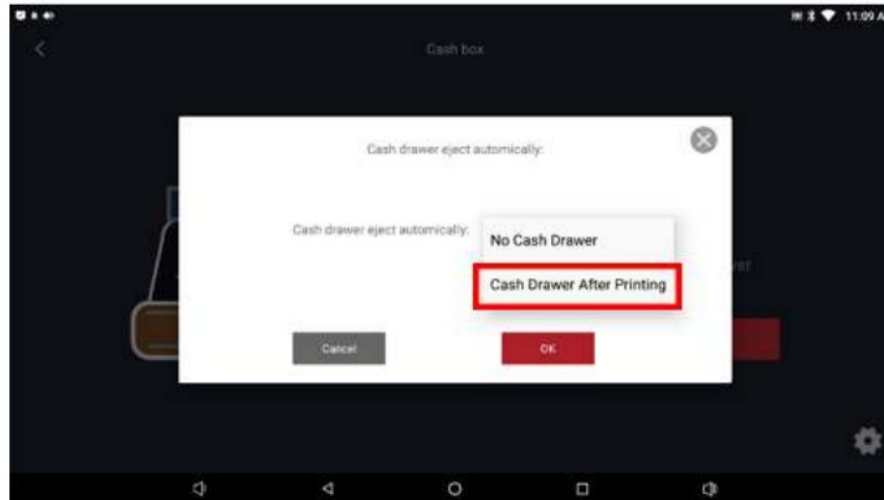 11:09 A
Cash box
Cash drawer eject automically:
Cash drawer eject automically:
No Cash Drawer
Cash Drawer After Printing
Cancel
OK